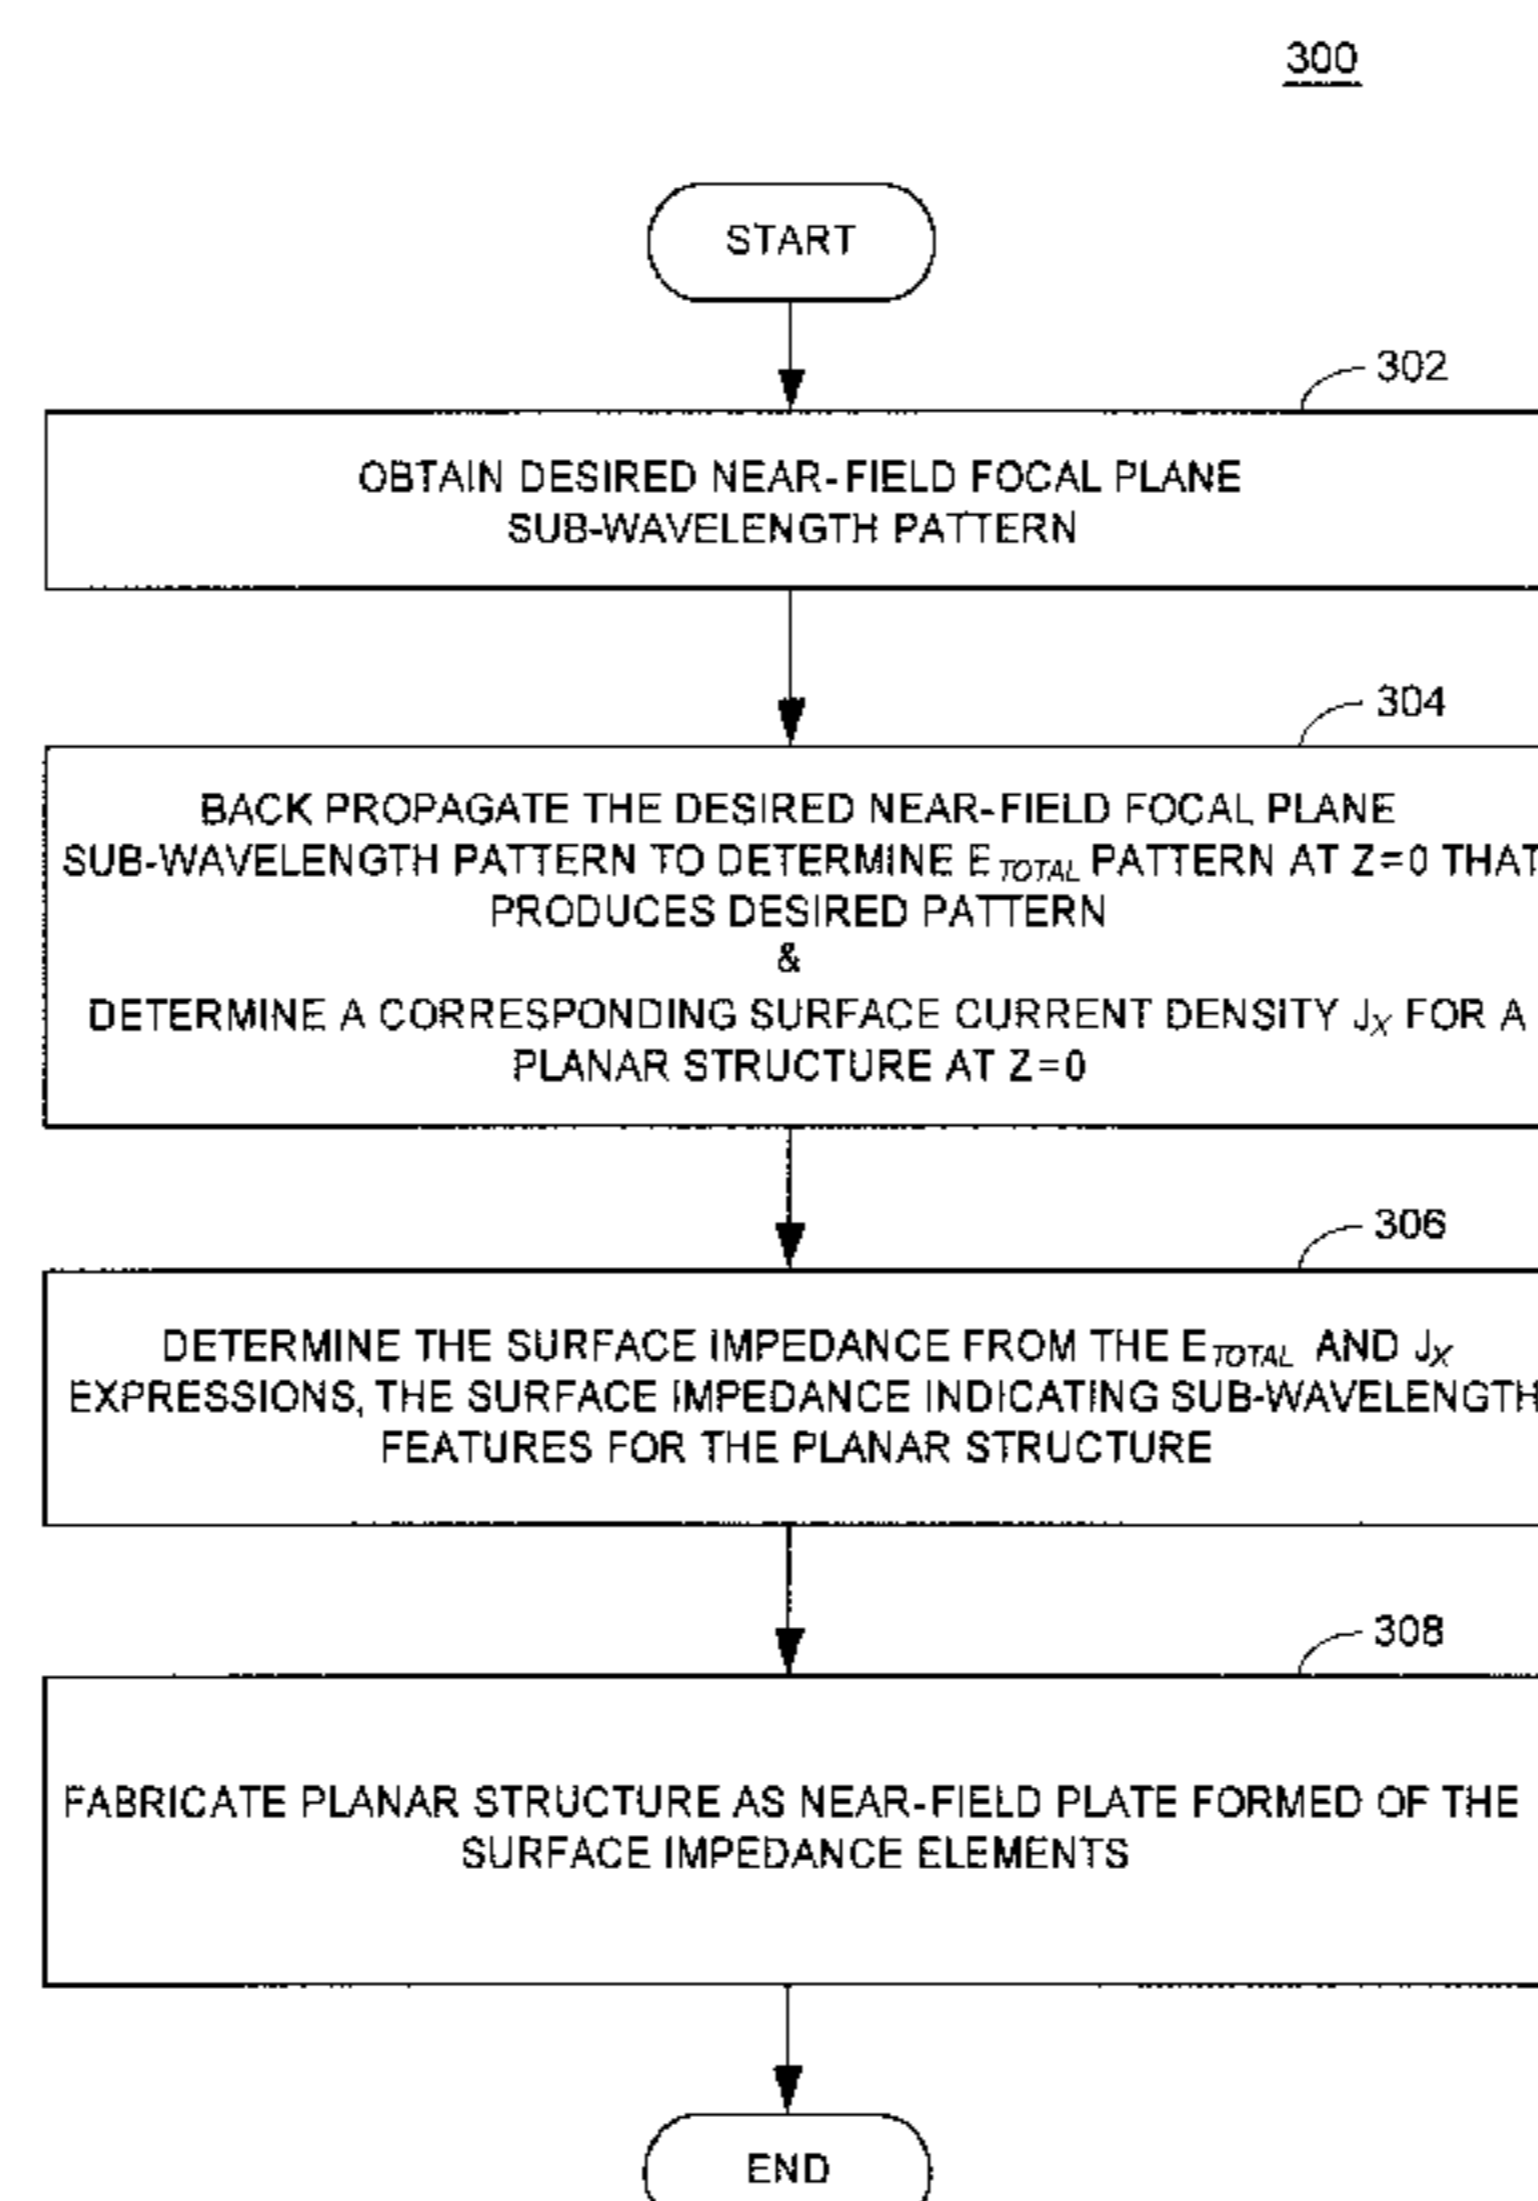 300
START
302
OBTAIN DESIRED NEAR-FIELD FOCAL PLANE
SUB-WAVELENGTH PATTERN
304
BACK PROPAGATE THE DESIRED NEAR-FIELD FOCAL PLANE
SUB-WAVELENGTH PATTERN TO DETERMINE E TOTAL PATTERN AT Z=0 THAT
PRODUCES DESIRED PATTERN
&
DETERMINE A CORRESPONDING SURFACE CURRENT DENSITY JX FOR A
PLANAR STRUCTURE AT Z=0
306
DETERMINE THE SURFACE IMPEDANCE FROM THE E TOTAL AND JX
EXPRESSIONS, THE SURFACE IMPEDANCE INDICATING SUB-WAVELENGTH
FEATURES FOR THE PLANAR STRUCTURE
308
FABRICATE PLANAR STRUCTURE AS NEAR-FIELD PLATE FORMED OF THE
SURFACE IMPEDANCE ELEMENTS
END